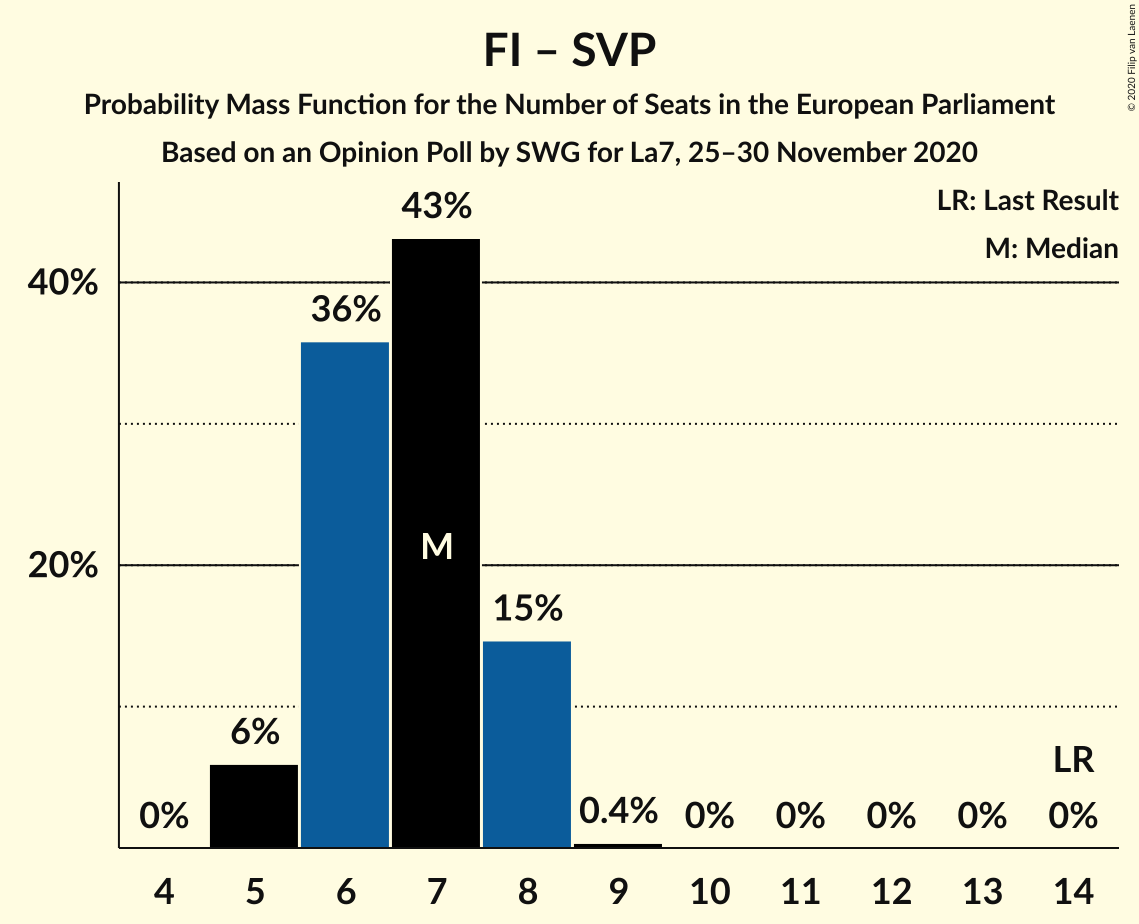 FI – SVP
Probability Mass Function for the Number of Seats in the European Parliament
Based on an Opinion Poll by SWG for La7, 25–30 November 2020
© 2020 Filip van Laenen
LR: Last Result
M: Median
40%
20%
0%
6%
36%
43%
M
15%
0.4%
0%
0%
0%
0%
LR
0%
4 5 6 7 8 9 10 11 12 13 14